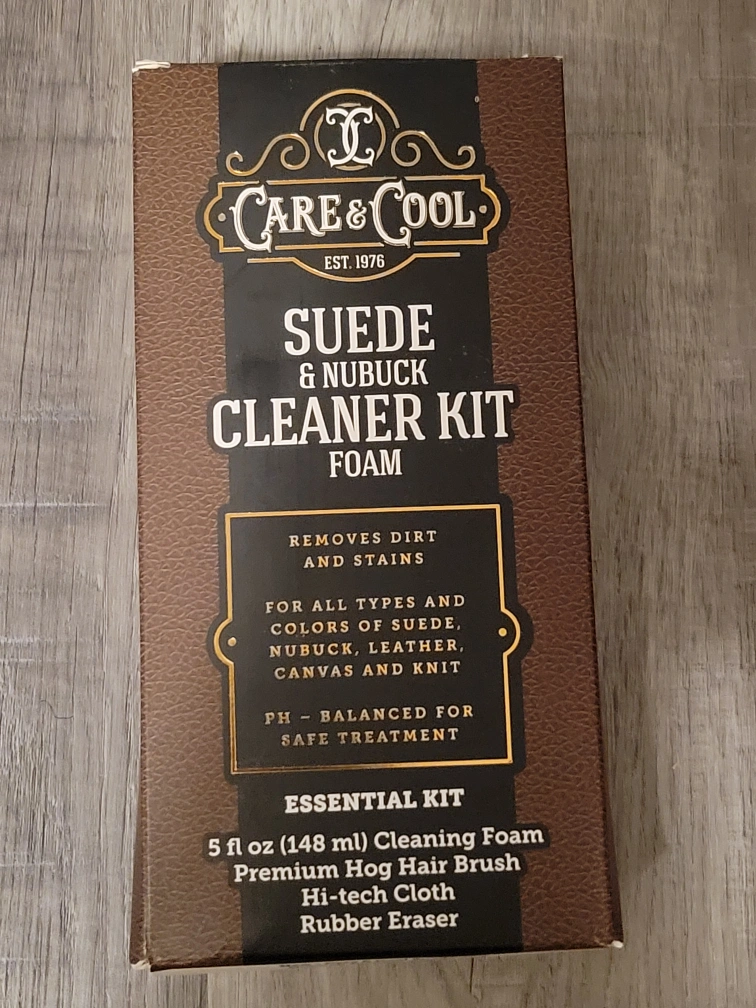 CARE & COOL
EST. 1976
SUEDE
& NUBUCK
CLEANER KIT
FOAM
REMOVES DIRT
AND STAINS
FOR ALL TYPES AND
COLORS OF SUEDE,
NUBUCK, LEATHER,
CANVAS AND KNIT
PH – BALANCED FOR
SAFE TREATMENT
ESSENTIAL KIT
5 fl oz (148 ml) Cleaning Foam
Premium Hog Hair Brush
Hi-tech Cloth
Rubber Eraser